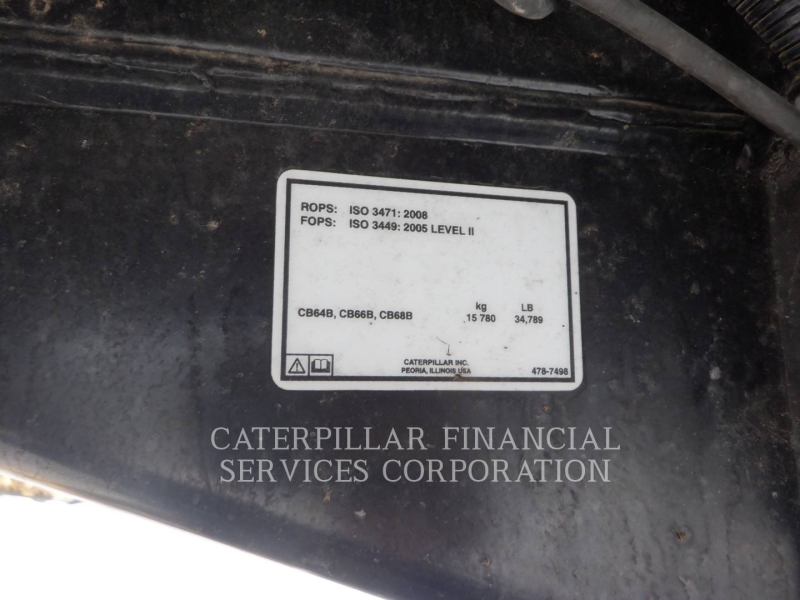 ROPS: ISO 3471: 2008
FOPS: ISO 3449: 2005 LEVEL II
kg LB
CB64B, CB66B, CB68B 15 780 34,789
CATERPILLAR INC.
PEORIA, ILLINOIS USA 478-7498
CATERPILLAR FINANCIAL
SERVICES CORPORATION